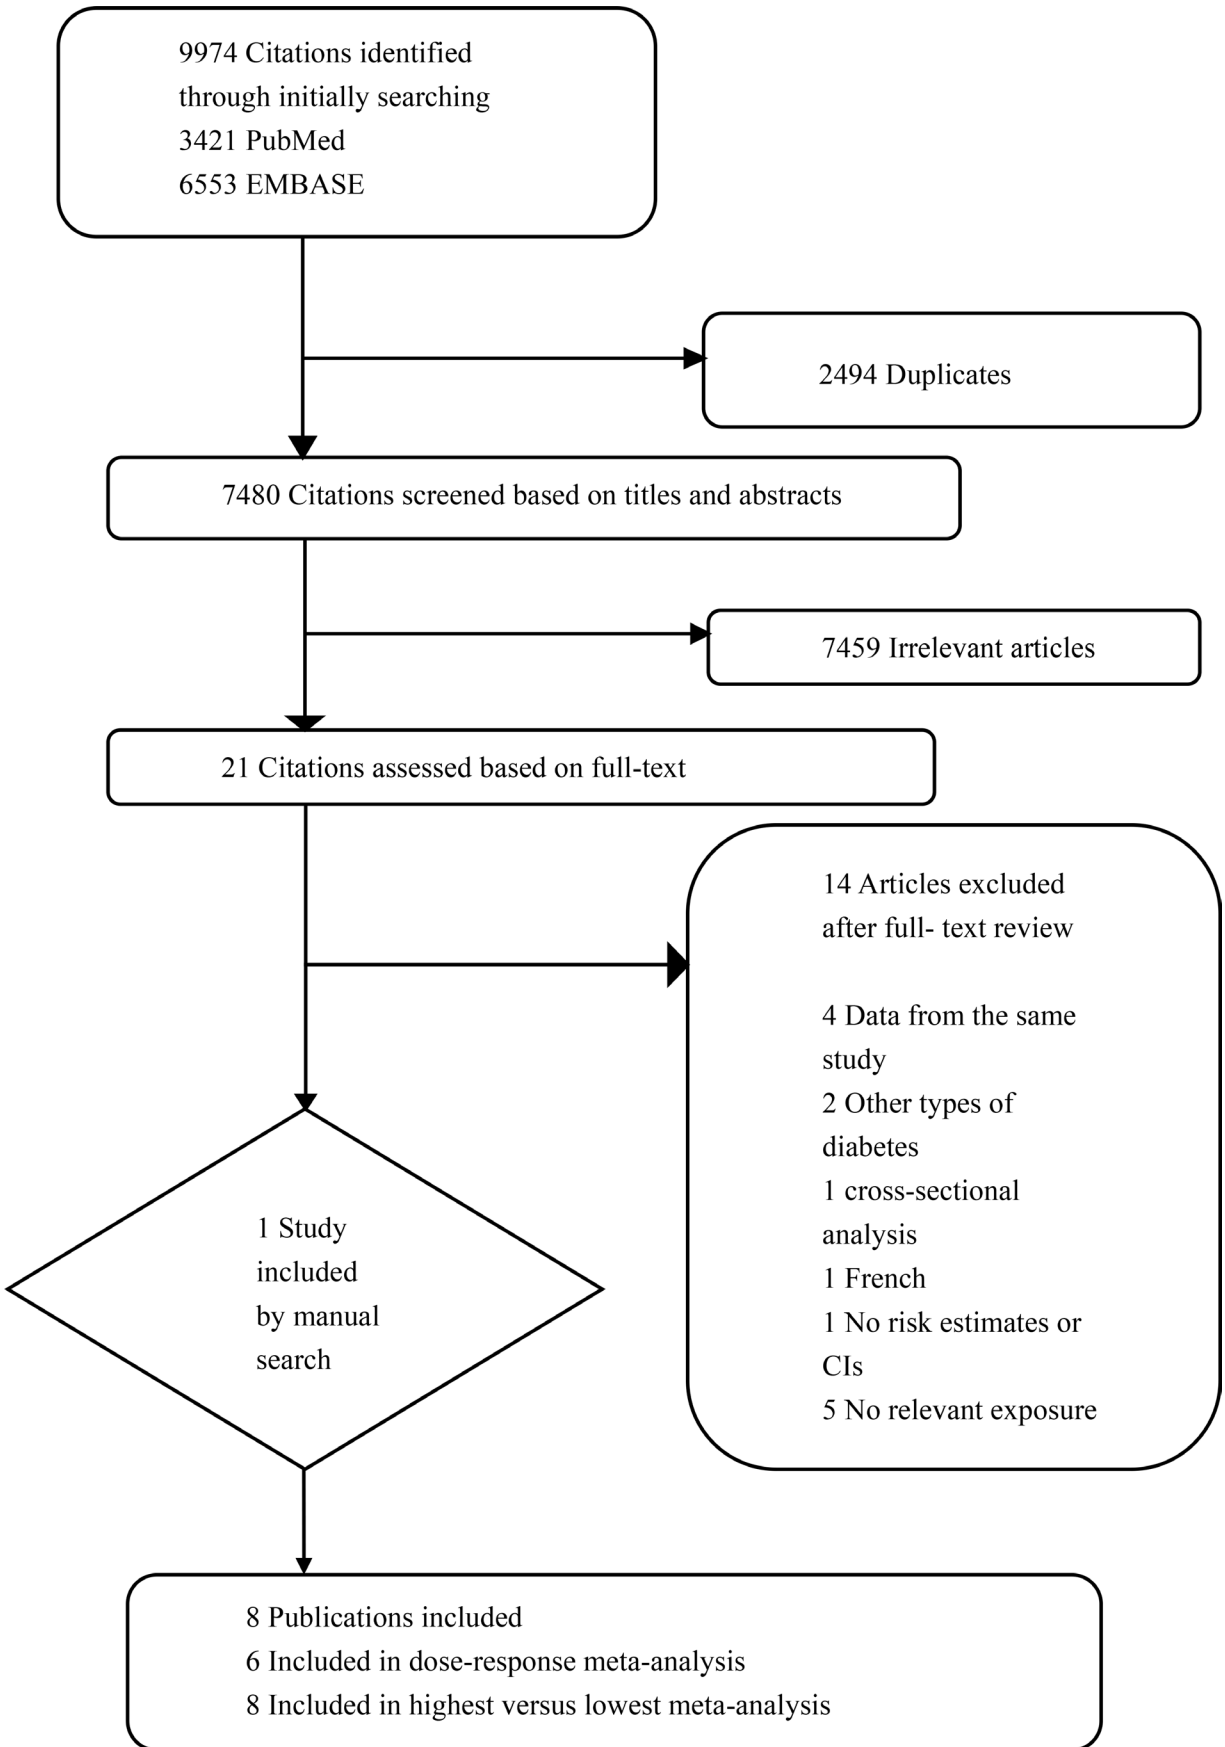 9974 Citations identified
through initially searching
3421 PubMed
6553 EMBASE
2494 Duplicates
7480 Citations screened based on titles and abstracts
7459 Irrelevant articles
21 Citations assessed based on full-text
14 Articles excluded
after full- text review
4 Data from the same
study
2 Other types of
diabetes
1 cross-sectional
analysis
1 French
1 No risk estimates or
CIs
5 No relevant exposure
1 Study
included
by manual
search
8 Publications included
6 Included in dose-response meta-analysis
8 Included in highest versus lowest meta-analysis